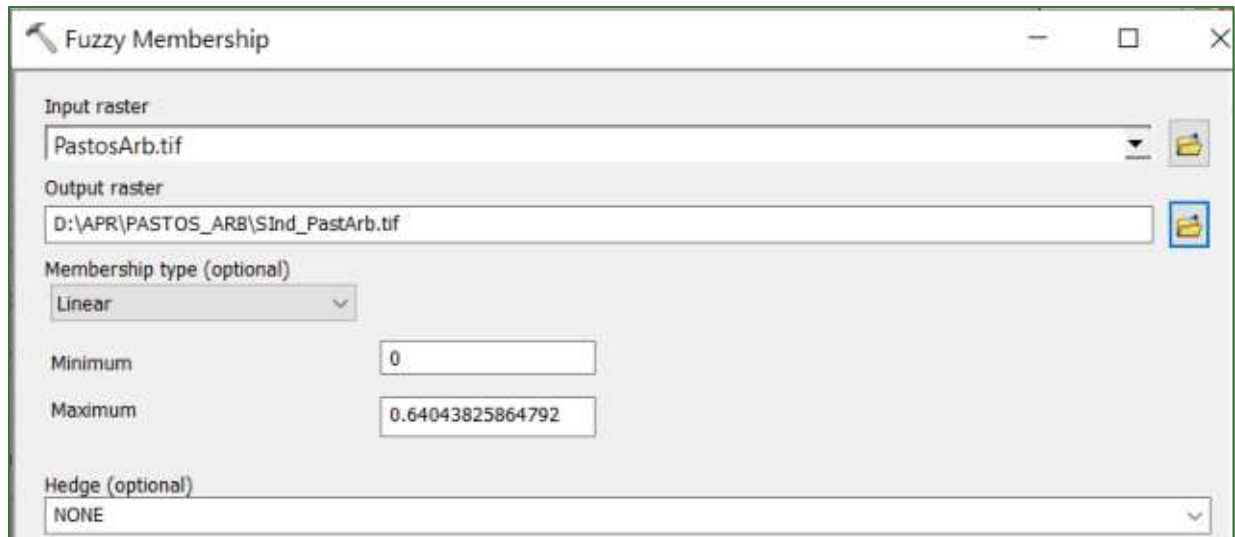 Fuzzy Membership
Input raster
PastosArb.tif
Output raster
D:\APR\PASTOS_ARB\SInd_PastArb.tif
Membership type (optional)
Linear
Minimum
0
Maximum
0.64043825864792
Hedge (optional)
NONE